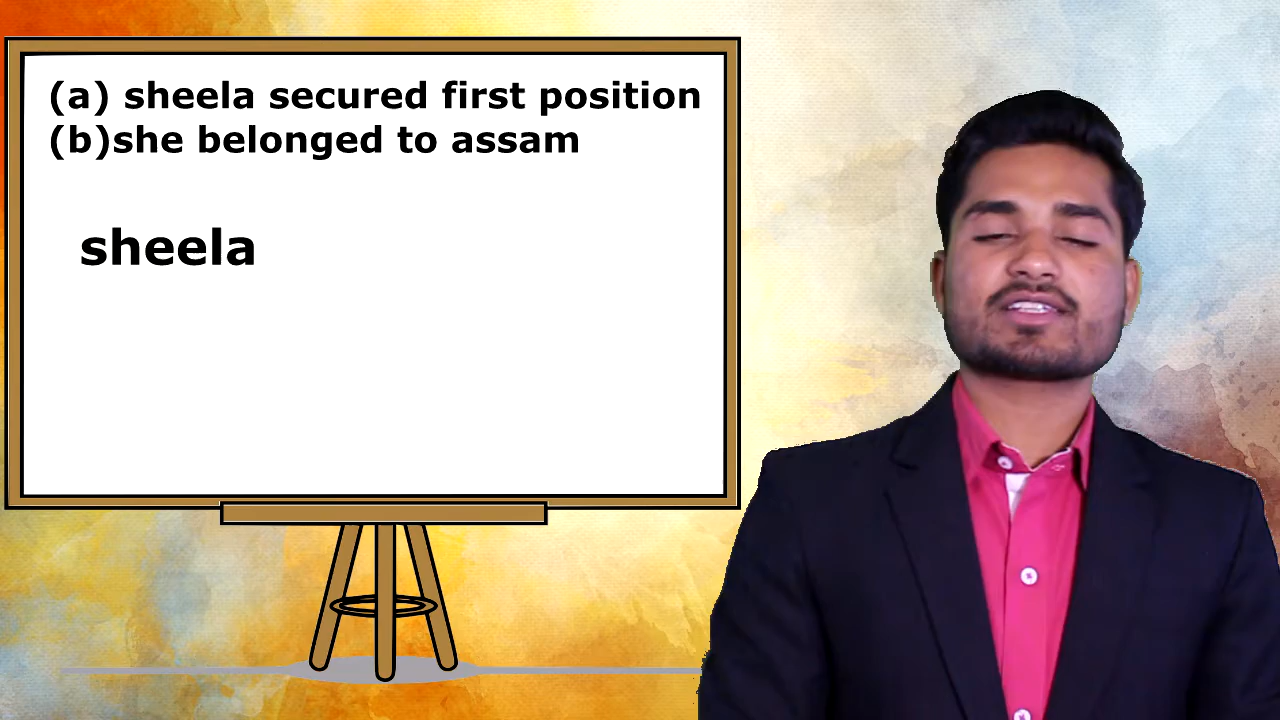 (a) sheela secured first position
(b)she belonged to assam
sheela